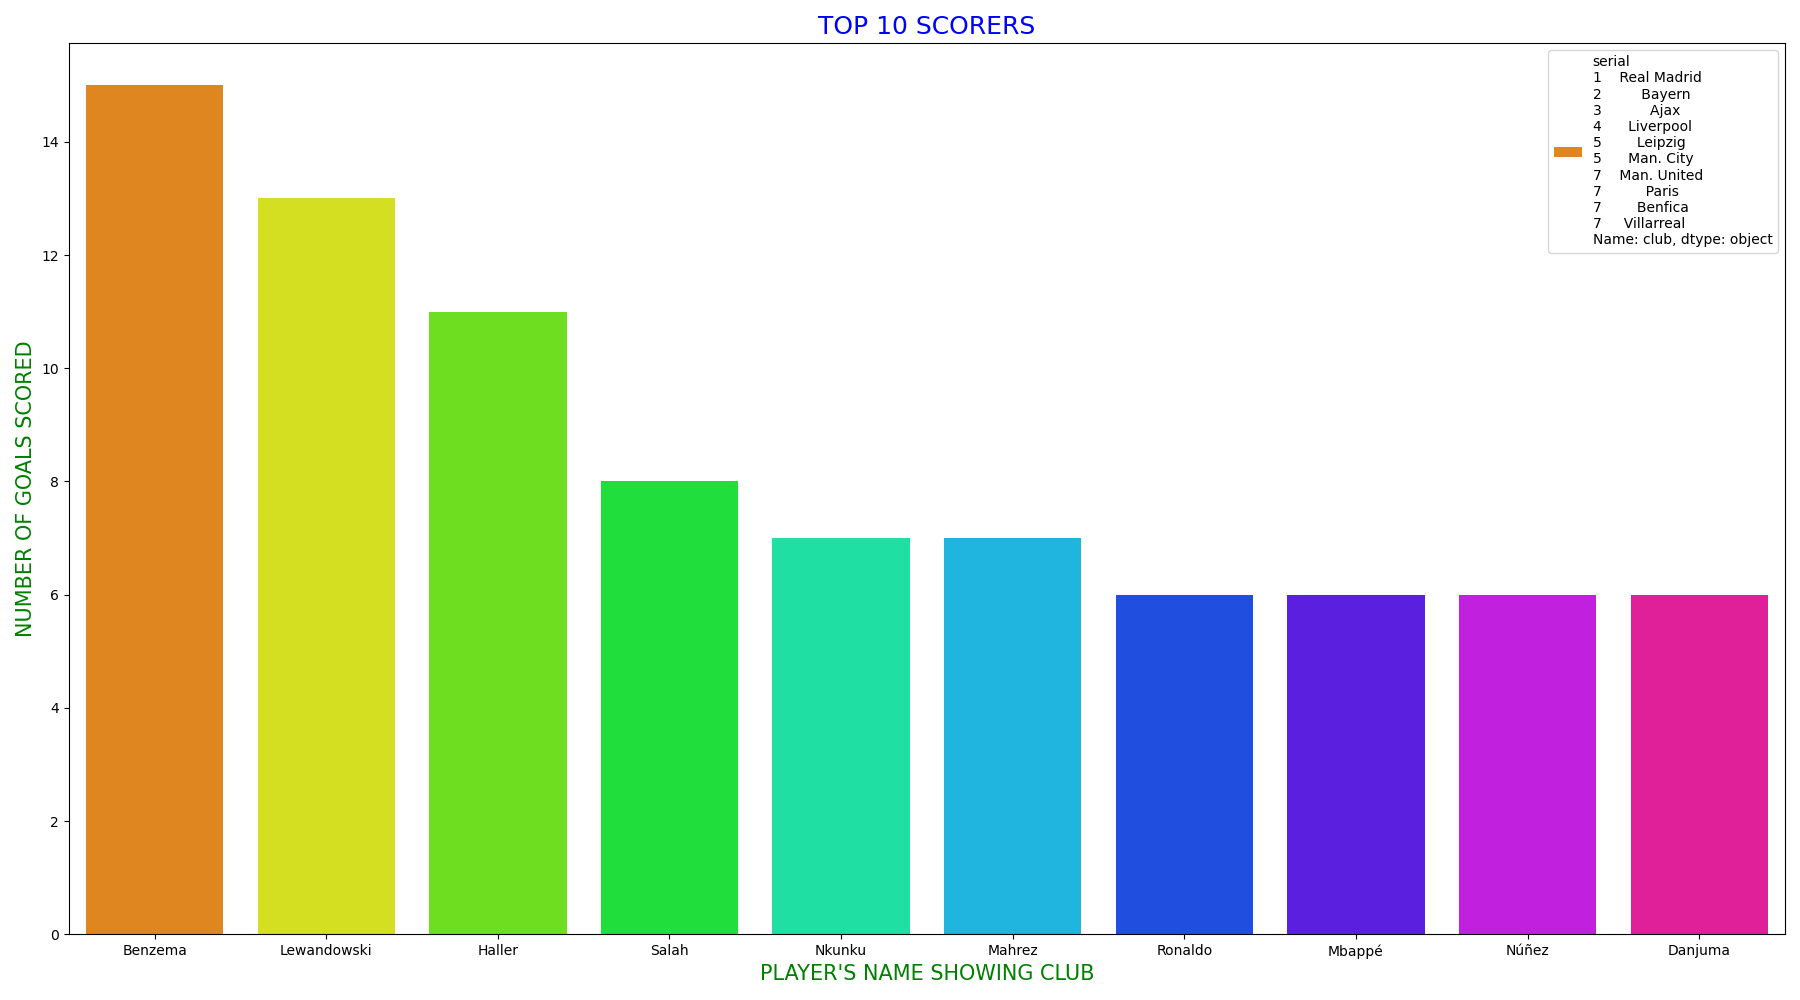 TOP 10 SCORERS
serial
1 Real Madrid
2 Bayern
3 Ajax
4 Liverpool
5 Leipzig
5 Man. City
7 Man. United
7 Paris
7 Benfica
7 Villarreal
Name: club, dtype: object
NUMBER OF GOALS SCORED
14
12
10
8
6
4
2
0
Benzema Lewandowski Haller Salah Nkunku Mahrez Ronaldo Mbappé Núñez Danjuma
PLAYER'S NAME SHOWING CLUB